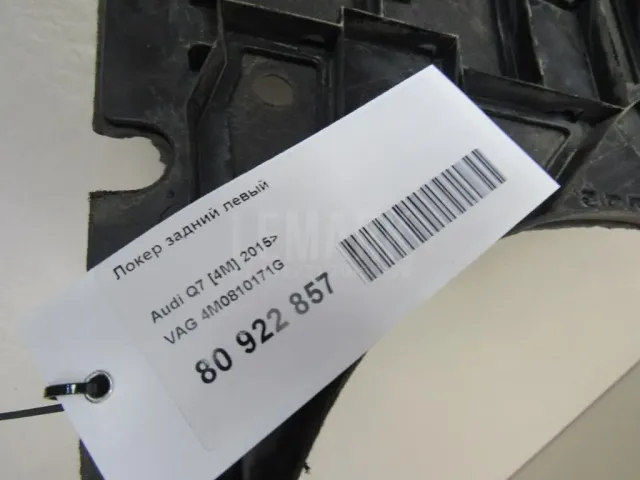 Локер задний левый
Audi Q7 [4M] 2015>
VAG 4M0810171G
80 922 857